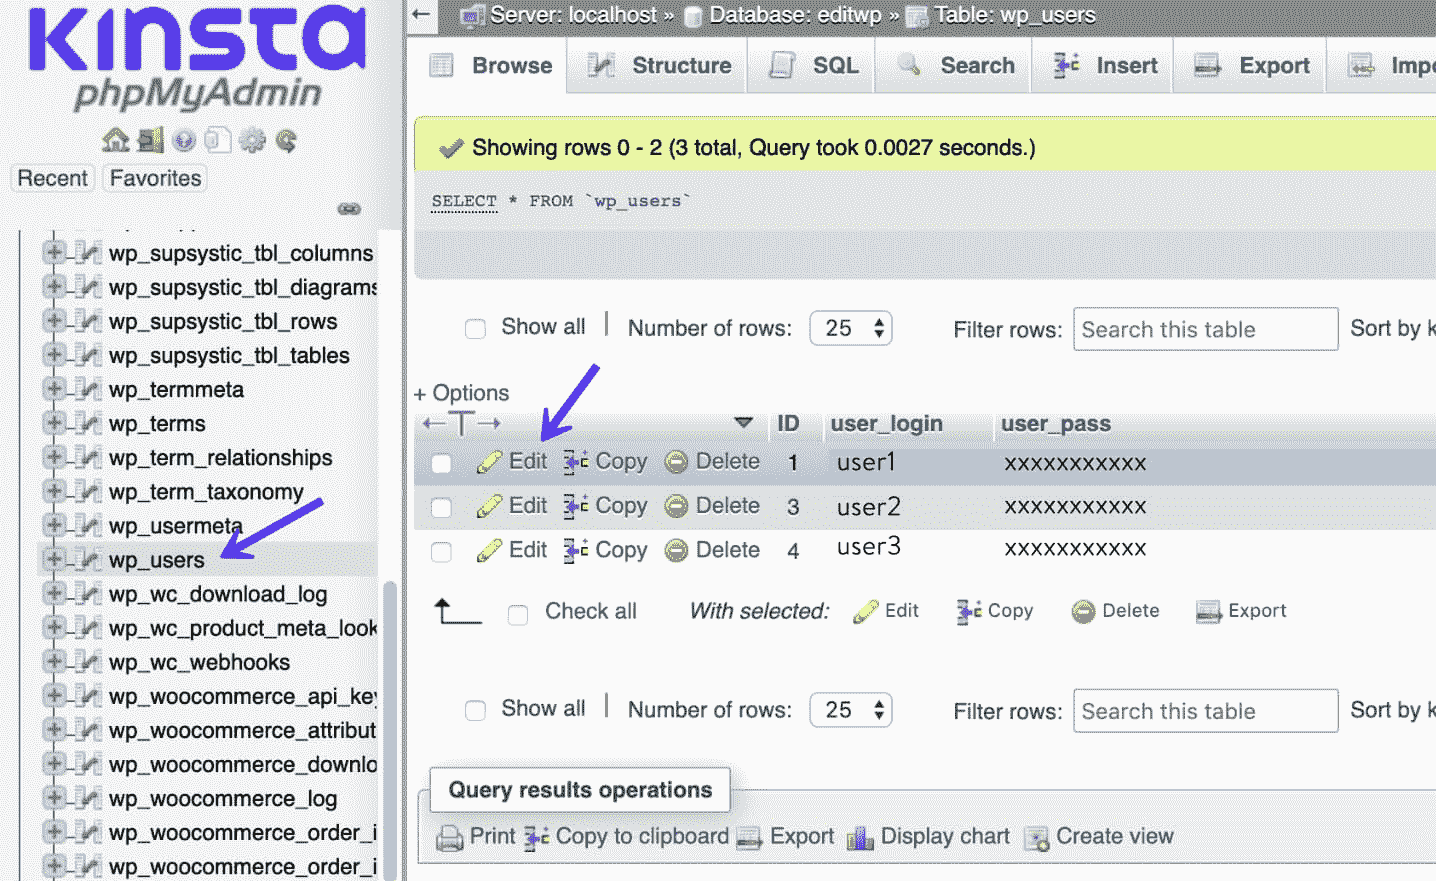 KINSTA
phpMyAdmin
Recent Favorites
wp_supsystic_tbl_columns
wp_supsystic_tbl_diagrams
wp_supsystic_tbl_rows
wp_supsystic_tbl_tables
wp_termmeta
wp_terms
wp_term_relationships
wp_term_taxonomy
wp_usermeta
wp_users
wp_wc_download_log
wp_wc_product_meta_look
wp_wc_webhooks
wp_woocommerce_api_key
wp_woocommerce_attribut
wp_woocommerce_downlo
wp_woocommerce_log
wp_woocommerce_order_i
wp_woocommerce_order_i
Server: localhost » Database: editwp » Table: wp_users
Browse Structure SQL Search Insert Export Impo
Showing rows 0 - 2 (3 total, Query took 0.0027 seconds.)
SELECT * FROM `wp_users`
Show all | Number of rows: 25 Filter rows: Search this table Sort by k
+ Options
←T→ ▼ ID user_login user_pass
Edit Copy Delete 1 user1 xxxxxxxxxxx
Edit Copy Delete 3 user2 xxxxxxxxxxx
Edit Copy Delete 4 user3 xxxxxxxxxxx
Check all With selected: Edit Copy Delete Export
Show all | Number of rows: 25 Filter rows: Search this table Sort by k
Query results operations
Print Copy to clipboard Export Display chart Create view